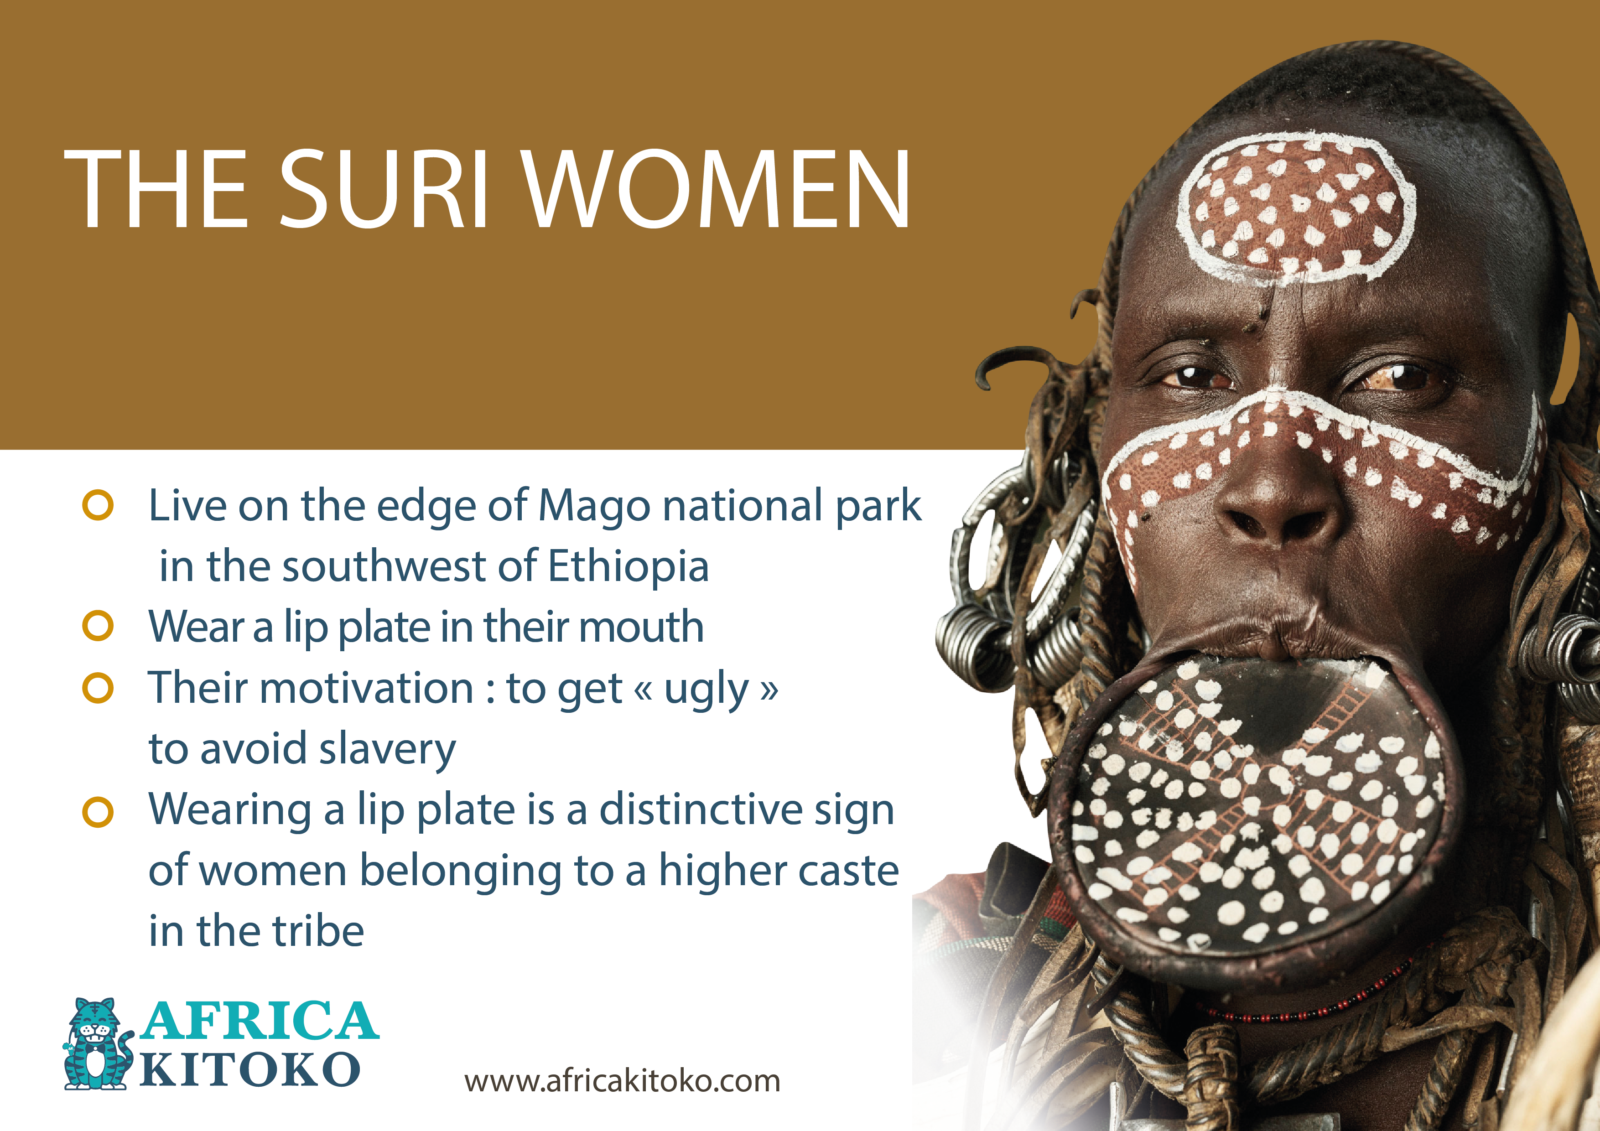 THE SURI WOMEN
Live on the edge of Mago national park
in the southwest of Ethiopia
Wear a lip plate in their mouth
Their motivation : to get « ugly »
to avoid slavery
Wearing a lip plate is a distinctive sign
of women belonging to a higher caste
in the tribe
AFRICA
KITOKO
www.africakitoko.com